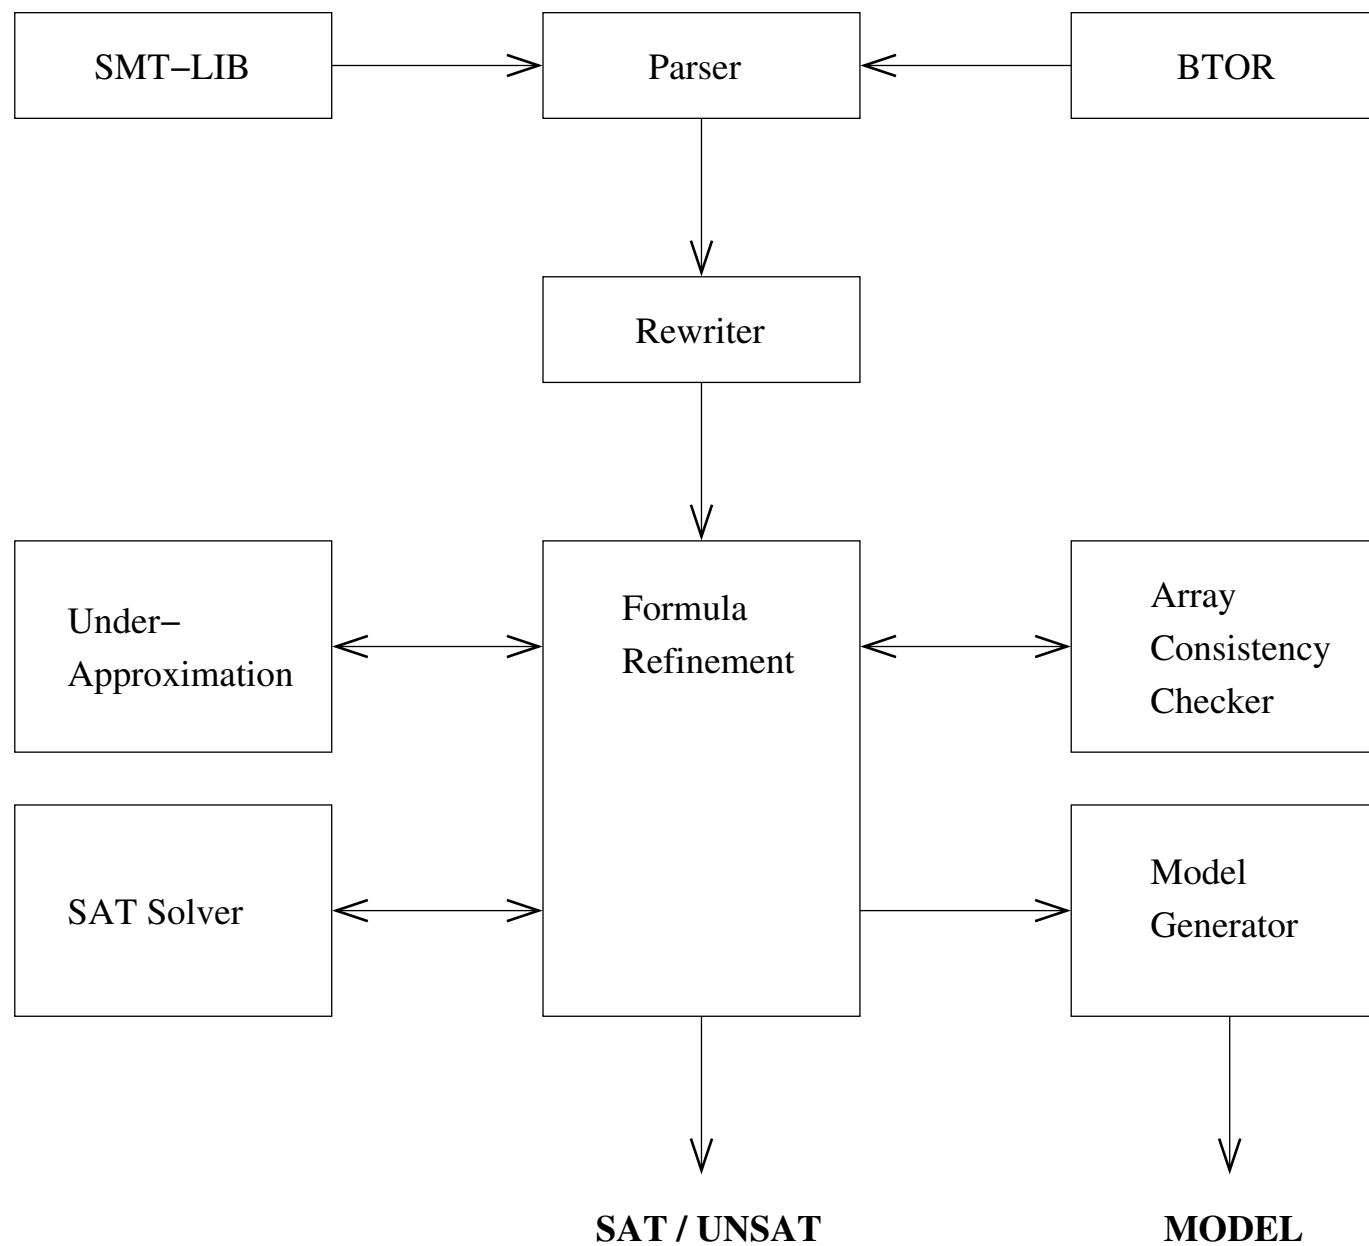 SMT−LIB
Parser
BTOR
Rewriter
Under−
Approximation
Formula
Refinement
Array
Consistency
Checker
SAT Solver
Model
Generator
SAT / UNSAT
MODEL